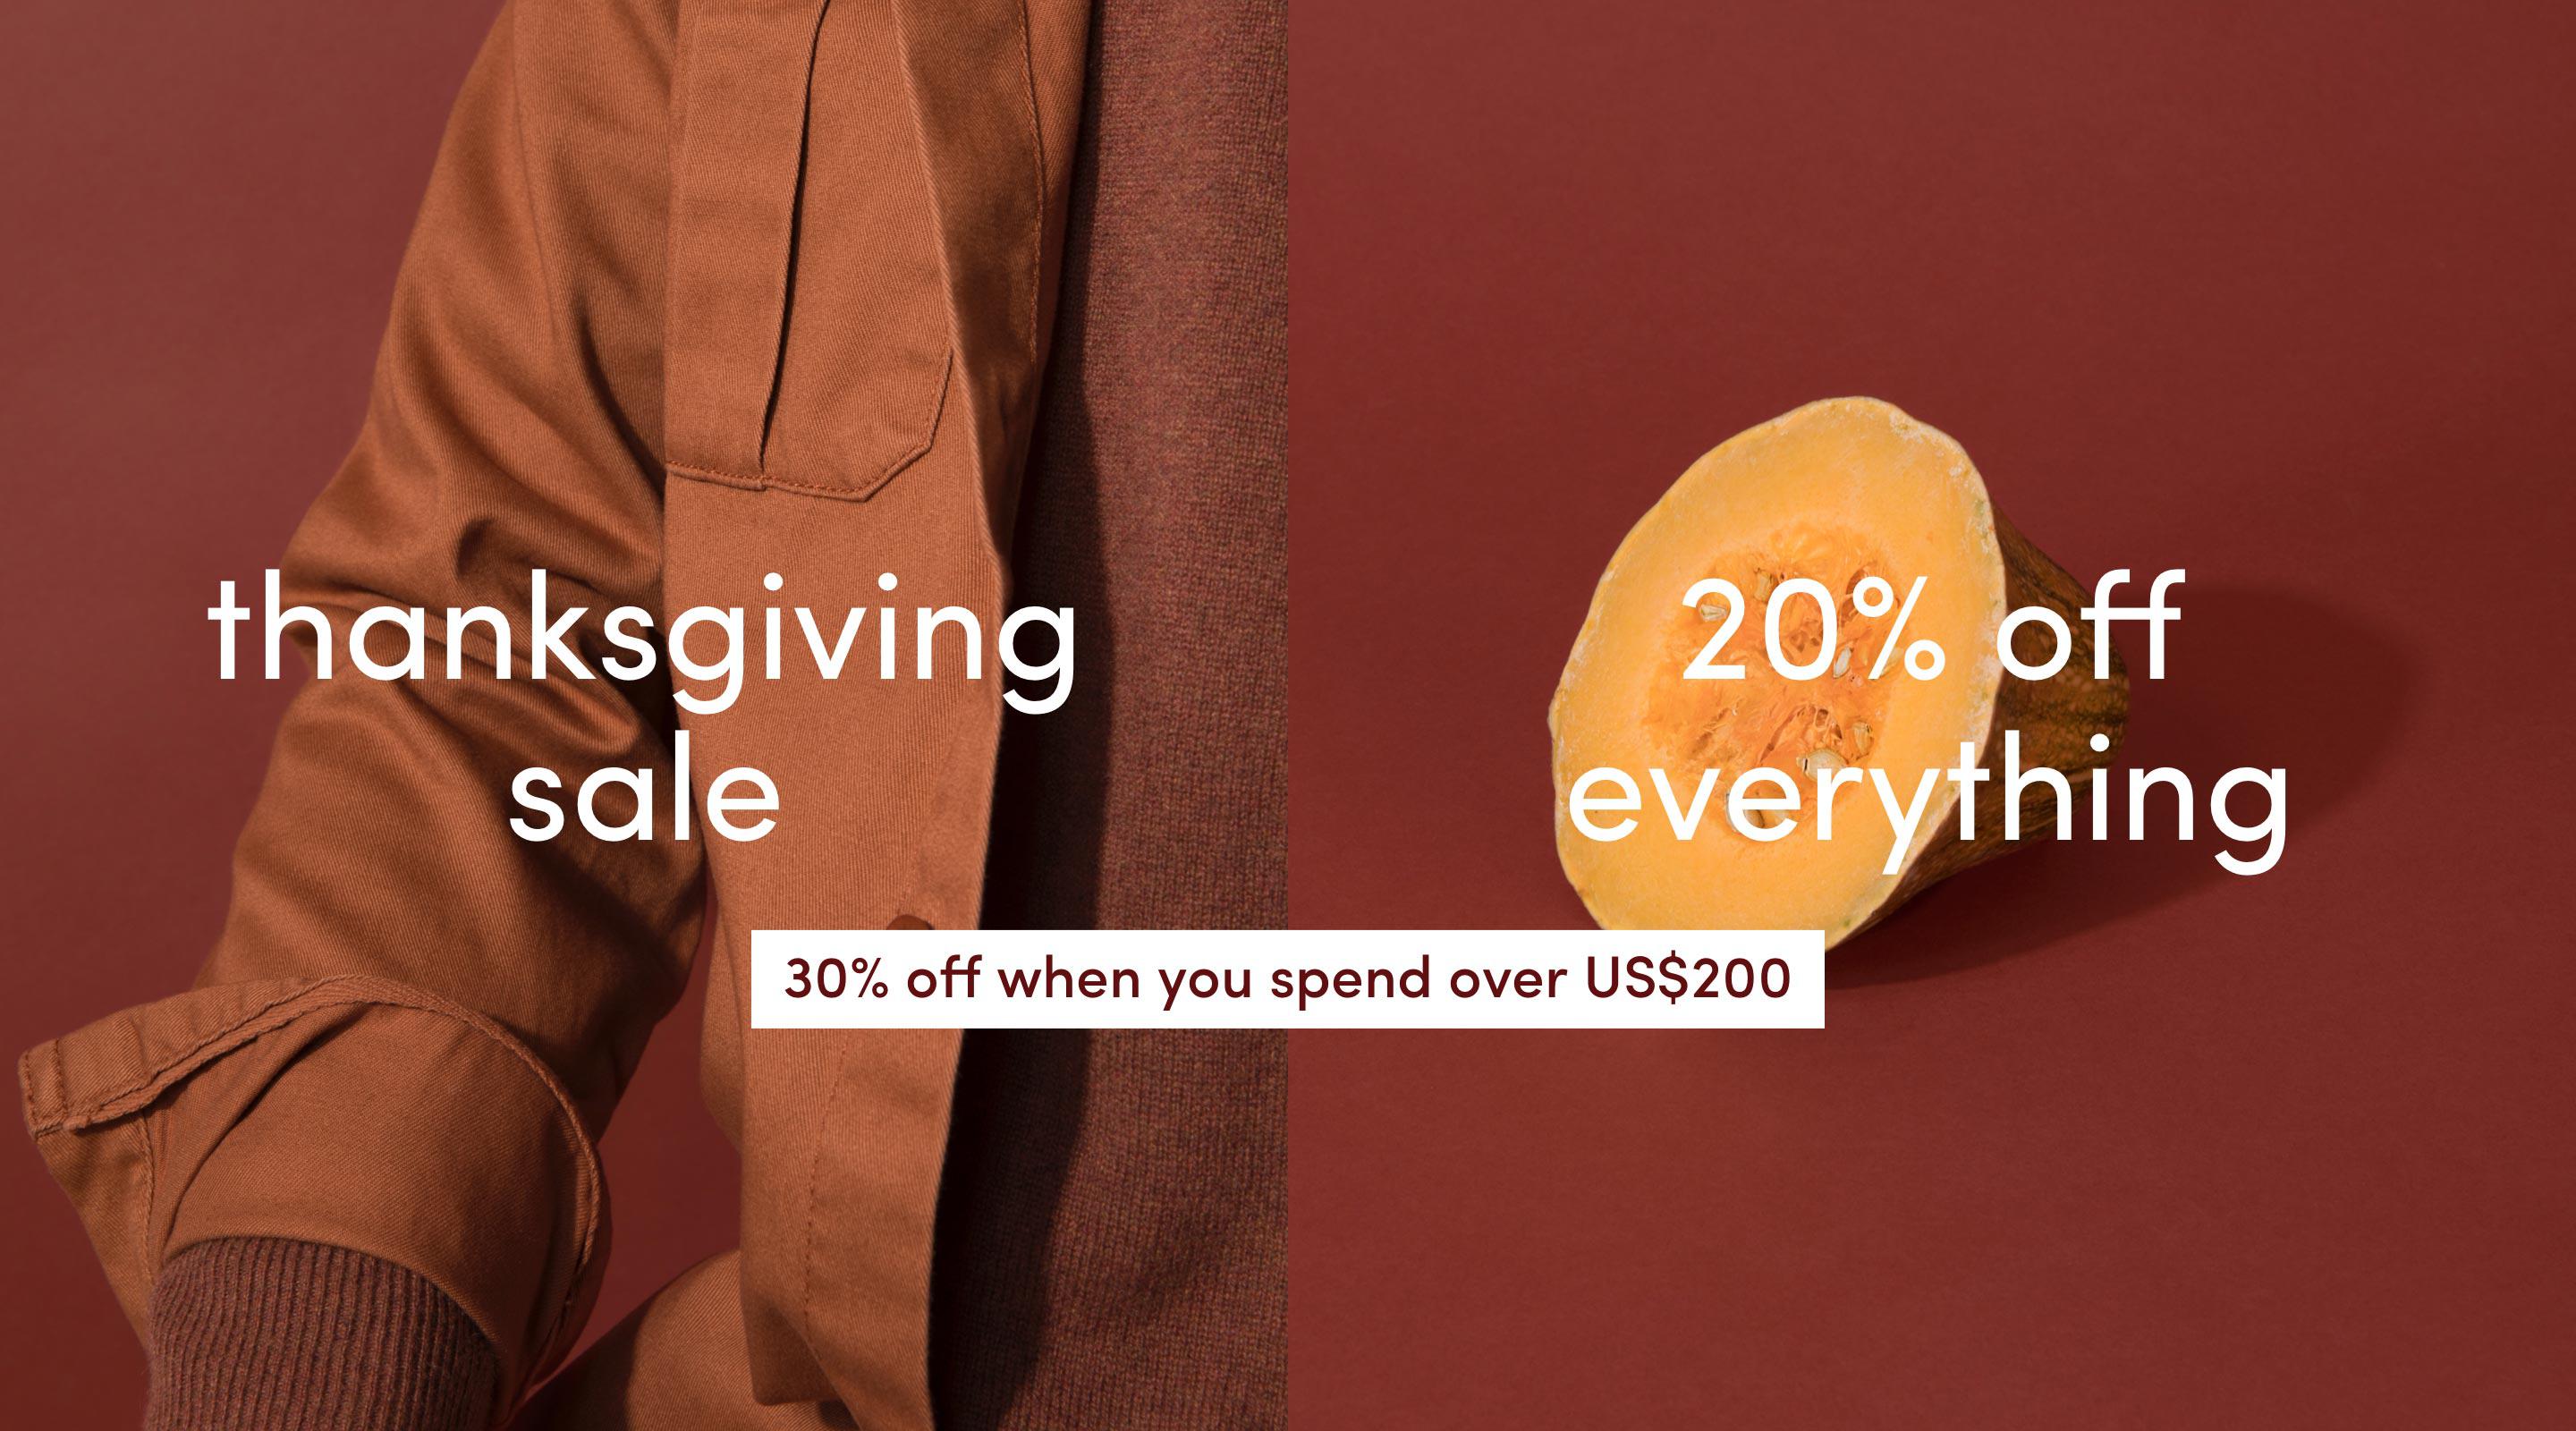 thanksgiving
sale
20% off
everything
30% off when you spend over US$200